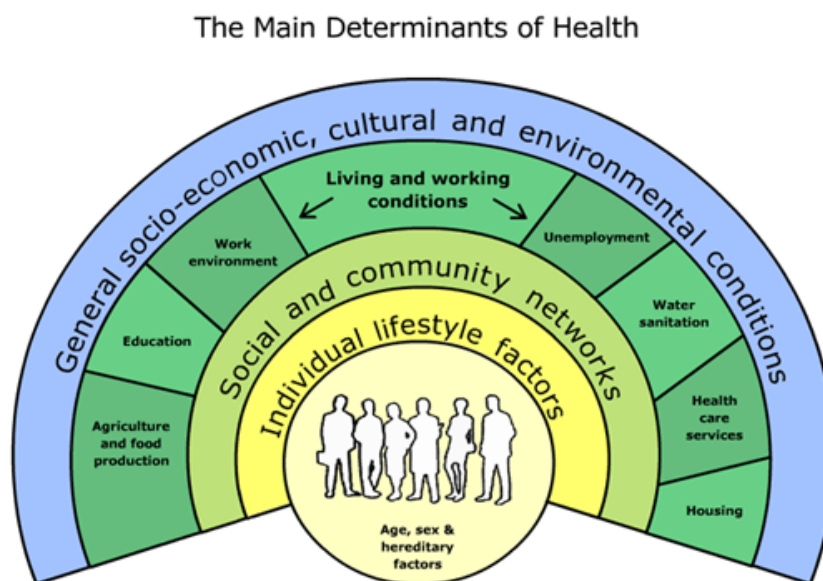 The Main Determinants of Health
General socio-economic, cultural and environmental conditions
Living and working
conditions
Work
environment
Unemployment
Education
Water
sanitation
Agriculture
and food
production
Health
care
services
Housing
Social and community networks
Individual lifestyle factors
Age, sex &
hereditary
factors